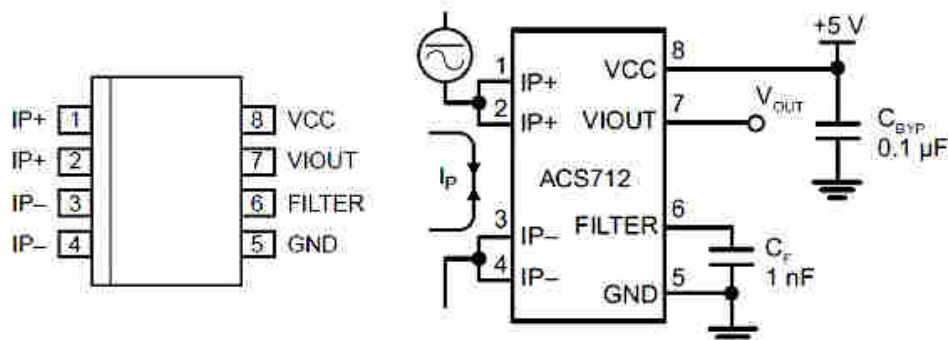 IP+ 1
IP+ 2
IP– 3
IP– 4
8 VCC
7 VIOUT
6 FILTER
5 GND
+5 V
1 IP+
2 IP+
IP
3 IP–
4 IP–
ACS712
VCC 8
VIOUT 7
VOUT
FILTER 6
GND 5
CBYP
0.1 µF
CF
1 nF